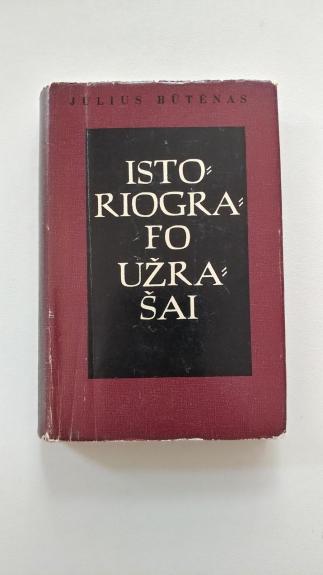 JULIUS BŪTĖNAS
ISTO⸗
RIOGRA⸗
FO
UŽRA⸗
ŠAI